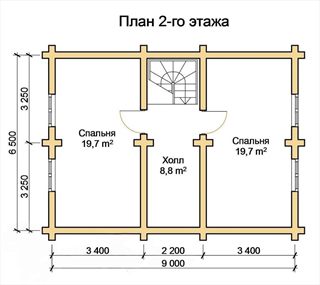 План 2-го этажа
3 250
6 500
3 250
Спальня
19,7 m²
Холл
8,8 m²
Спальня
19,7 m²
3 400
2 200
3 400
9 000